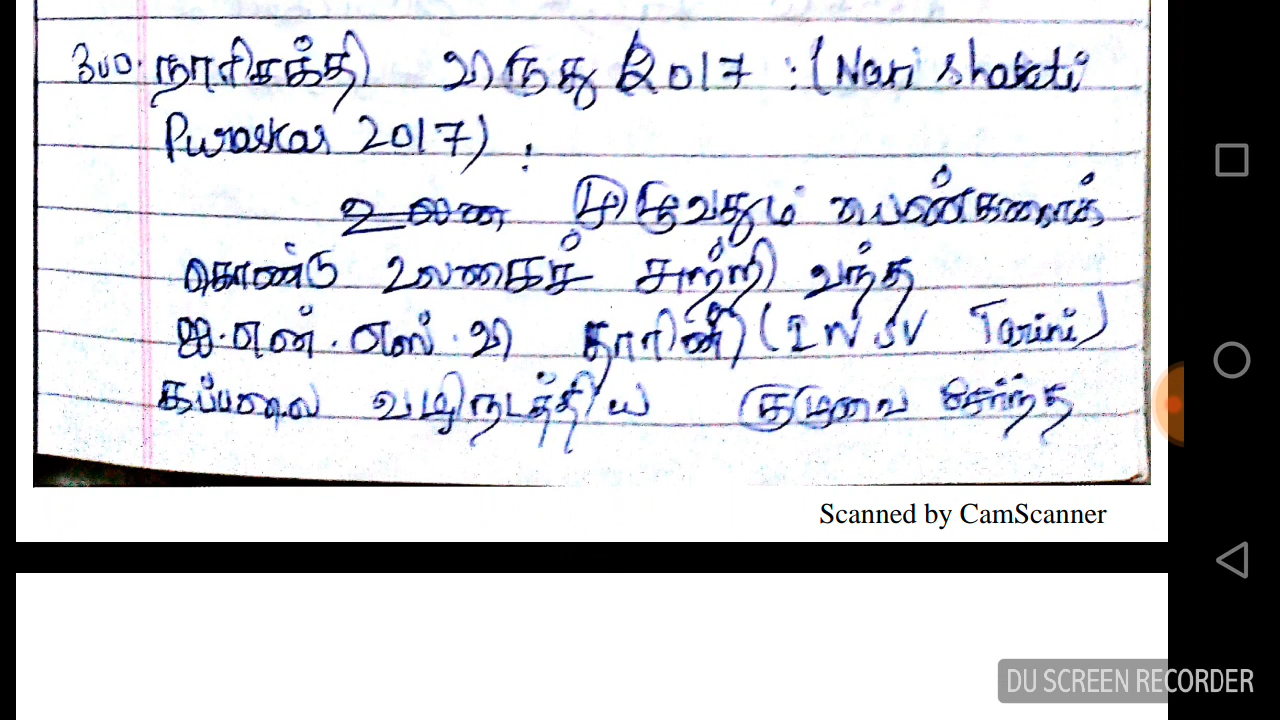 300. நாரிசக்தி விருது 2017 : (Nari Shakti
Puraskar 2017) :
முழுவதும் பெண்களைக்
கொண்டு உலகைச் சுற்றி வந்த
ஐ.என்.எஸ்.வி தாரினி (INSV Tarini)
கப்பலை வழிநடத்திய குழுவை சேர்ந்த
Scanned by CamScanner
DU SCREEN RECORDER